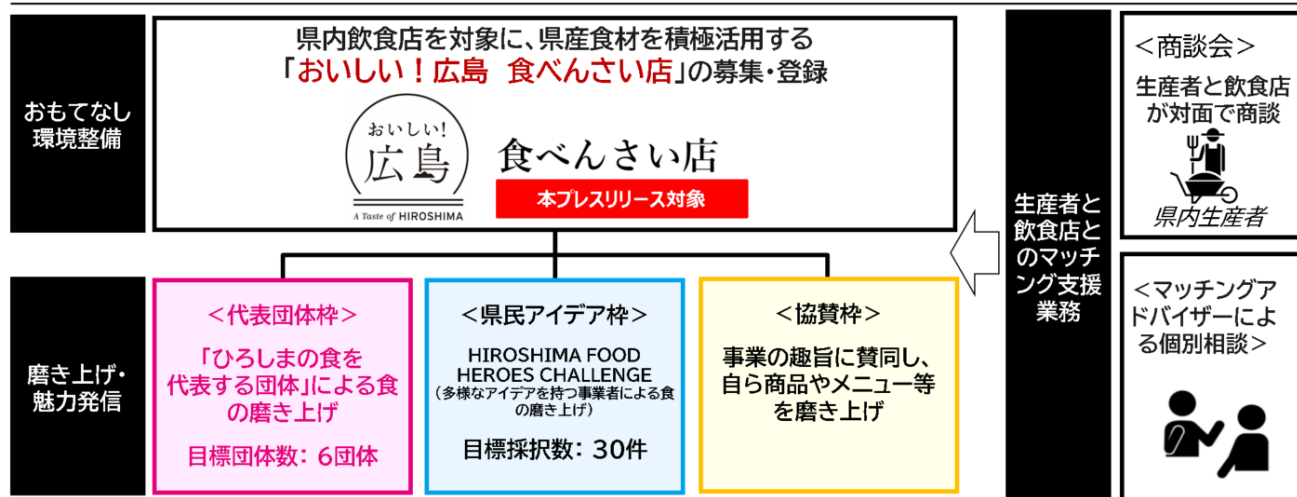 おもてなし
環境整備
県内飲食店を対象に、県産食材を積極活用する
「おいしい！広島　食べんさい店」の募集・登録
おいしい!
広島
A Taste of HIROSHIMA
食べんさい店
本プレスリリース対象
磨き上げ・
魅力発信
＜代表団体枠＞
「ひろしまの食を
代表する団体」による食
の磨き上げ
目標団体数：6団体
＜県民アイデア枠＞
HIROSHIMA FOOD
HEROES CHALLENGE
（多様なアイデアを持つ事業者による食
の磨き上げ）
目標採択数：30件
＜協賛枠＞
事業の趣旨に賛同し、
自ら商品やメニュー等
を磨き上げ
生産者と
飲食店と
のマッチ
ング支援
業務
＜商談会＞
生産者と飲食店
が対面で商談
県内生産者
＜マッチングア
ドバイザーによ
る個別相談＞